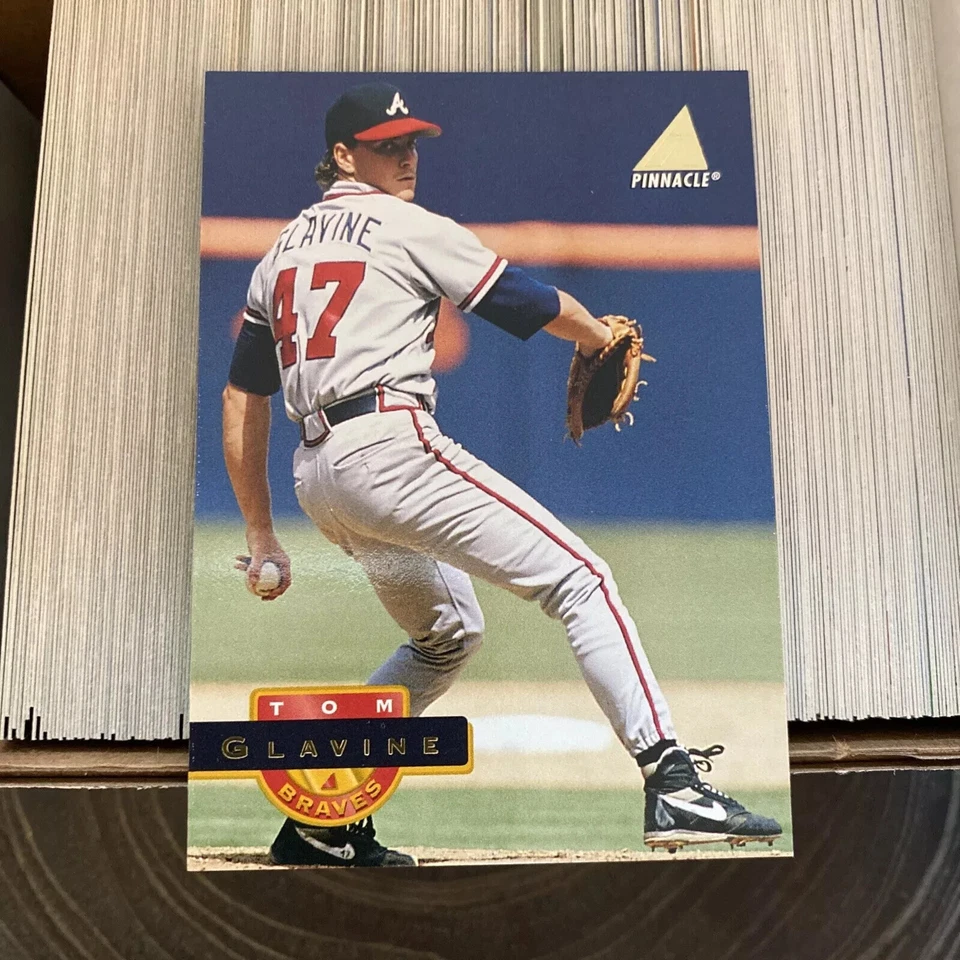 A
PINNACLE®
GLAVINE
47
TOM
GLAVINE
BRAVES